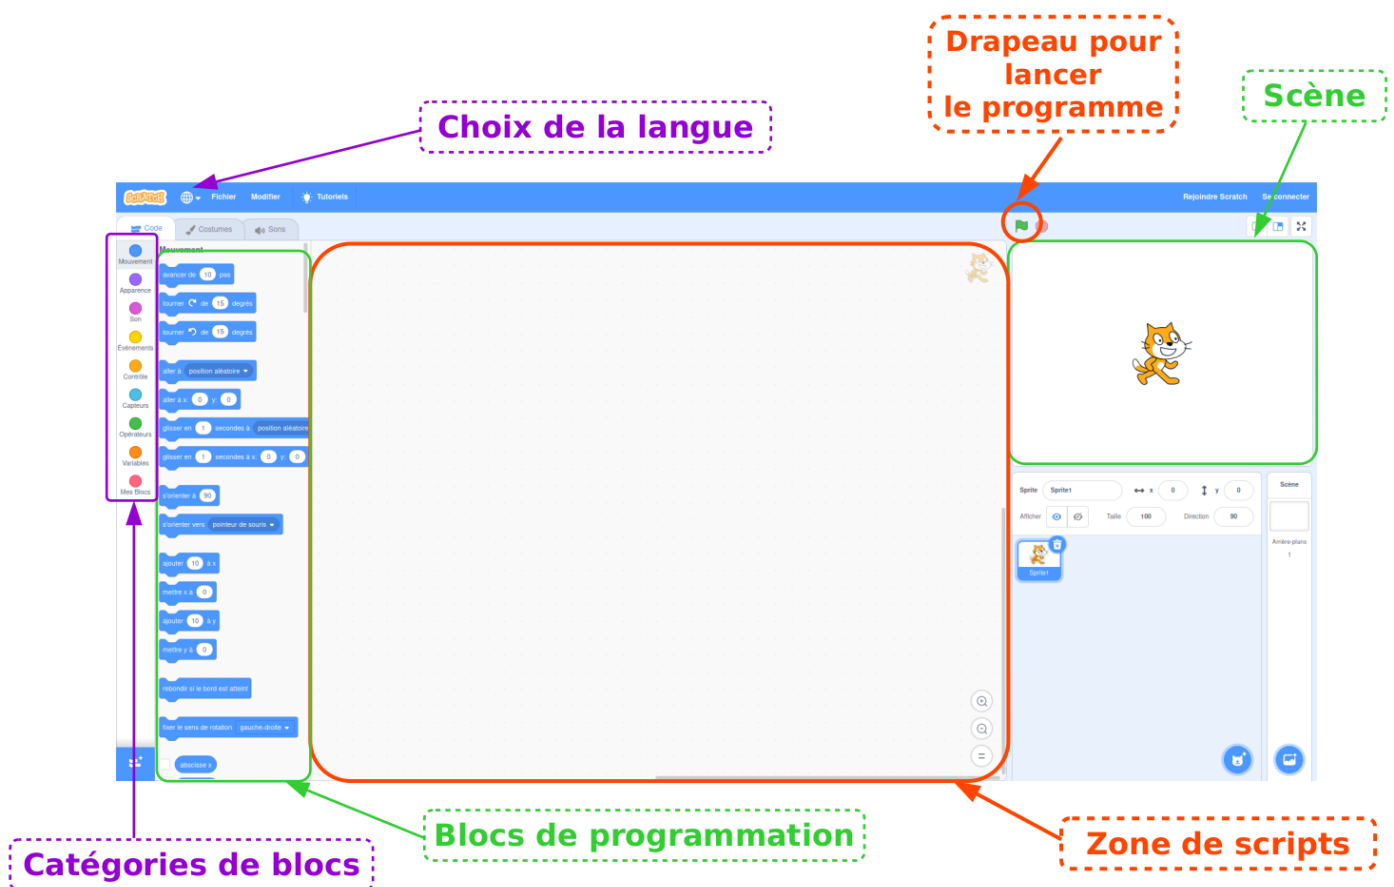 Drapeau pour
lancer
le programme
Scène
Choix de la langue
SCRATCH
Fichier
Modifier
Tutoriels
Rejoindre Scratch
Se connecter
Code
Costumes
Sons
Mouvement
Apparence
Son
Événements
Contrôle
Capteurs
Opérateurs
Variables
Mes Blocs
Mouvement
avancer de 10 pas
tourner de 15 degrés
tourner de 15 degrés
aller à position aléatoire
aller à x: 0 y: 0
glisser en 1 secondes à position aléatoire
glisser en 1 secondes à x: 0 y: 0
s'orienter à 90
s'orienter vers pointeur de souris
ajouter 10 à x
mettre x à 0
ajouter 10 à y
mettre y à 0
rebondir si le bord est atteint
fixer le sens de rotation gauche-droite
abscisse x
Sprite Sprite1 x 0 y 0
Afficher Taille 100 Direction 90
Sprite1
Scène
Arrière-plans
1
Blocs de programmation
Zone de scripts
Catégories de blocs